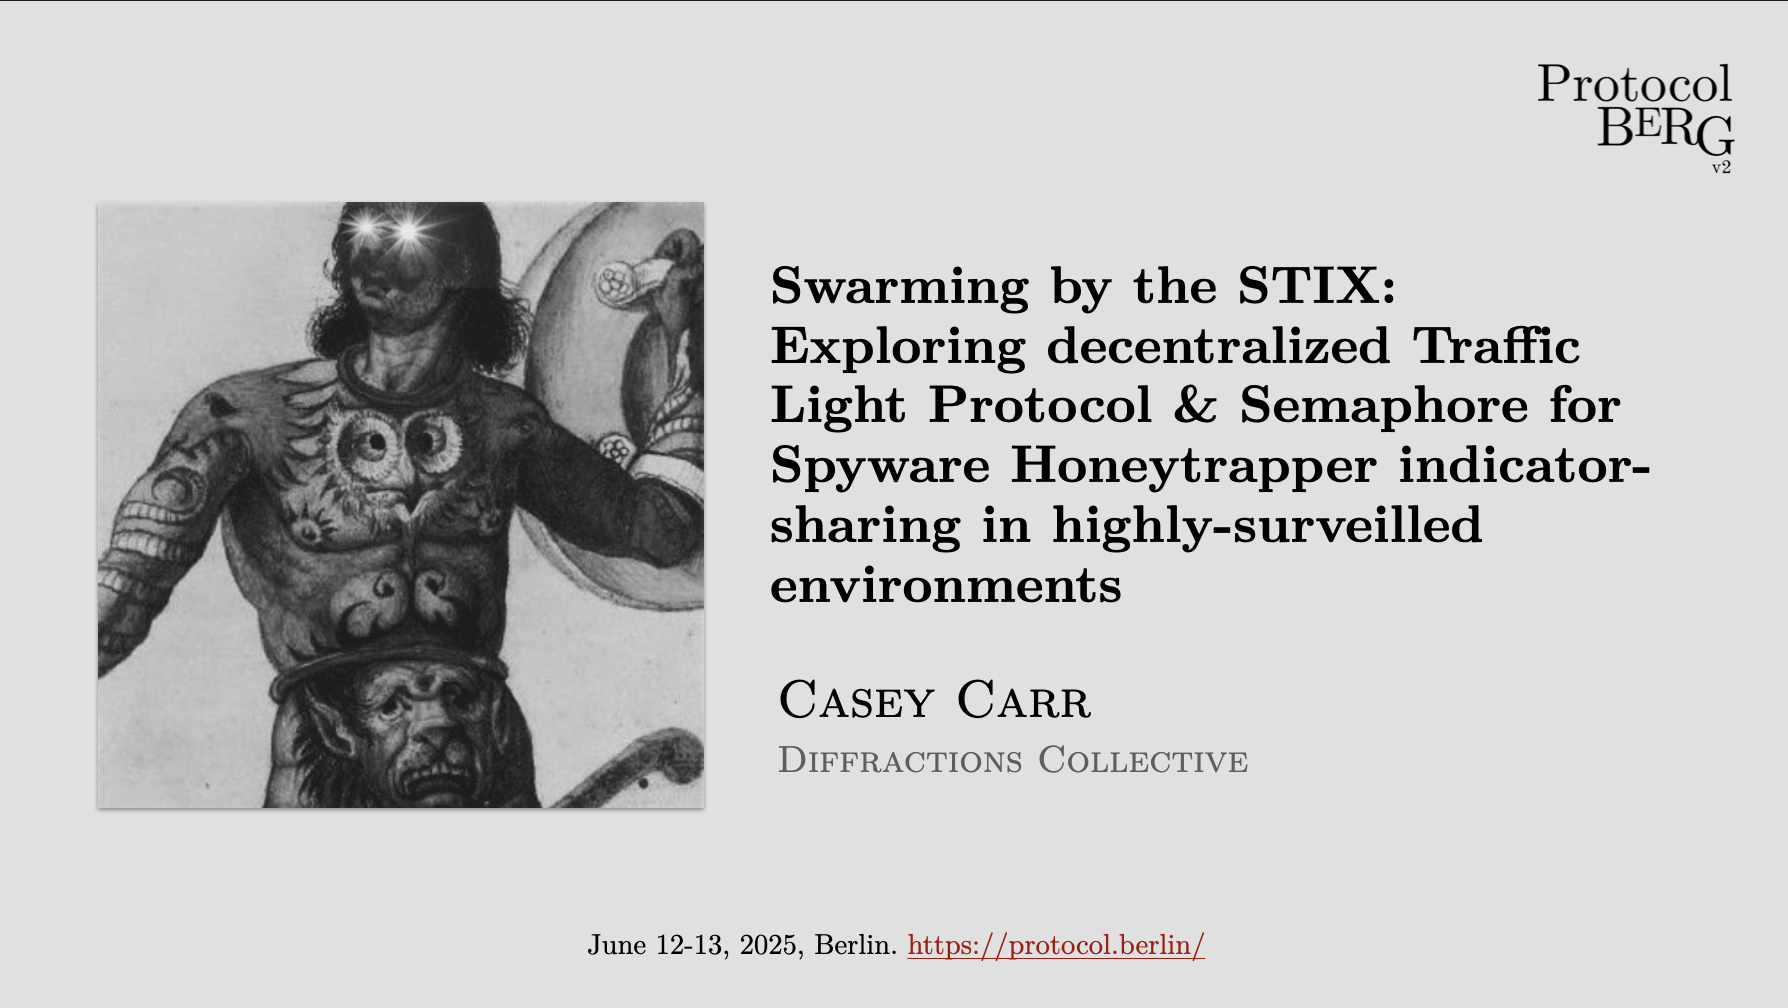 Protocol
BERG
v2
Swarming by the STIX:
Exploring decentralized Traffic
Light Protocol & Semaphore for
Spyware Honeytrapper indicator-
sharing in highly-surveilled
environments
Casey Carr
Diffractions Collective
June 12-13, 2025, Berlin. https://protocol.berlin/